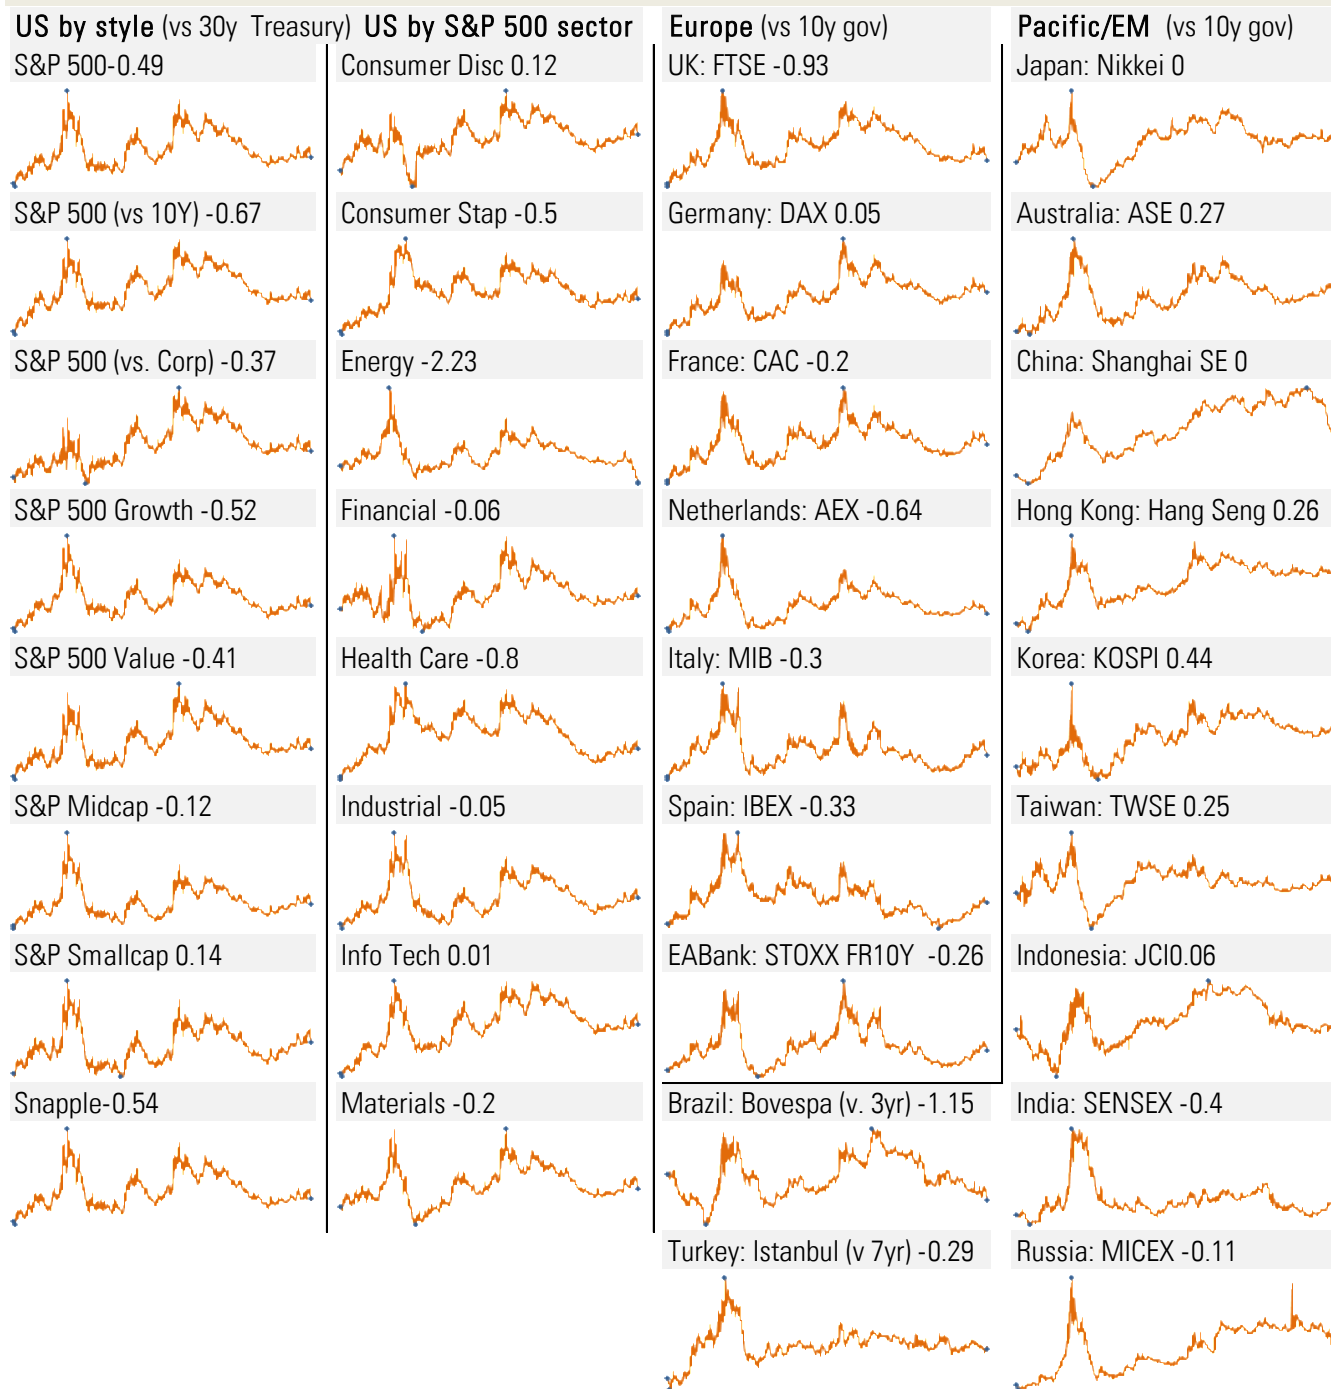 US by style (vs 30y Treasury)
S&P 500-0.49
S&P 500 (vs 10Y) -0.67
S&P 500 (vs. Corp) -0.37
S&P 500 Growth -0.52
S&P 500 Value -0.41
S&P Midcap -0.12
S&P Smallcap 0.14
Snapple-0.54
US by S&P 500 sector
Consumer Disc 0.12
Consumer Stap -0.5
Energy -2.23
Financial -0.06
Health Care -0.8
Industrial -0.05
Info Tech 0.01
Materials -0.2
Europe (vs 10y gov)
UK: FTSE -0.93
Germany: DAX 0.05
France: CAC -0.2
Netherlands: AEX -0.64
Italy: MIB -0.3
Spain: IBEX -0.33
EABank: STOXX FR10Y -0.26
Brazil: Bovespa (v. 3yr) -1.15
Turkey: Istanbul (v 7yr) -0.29
Pacific/EM (vs 10y gov)
Japan: Nikkei 0
Australia: ASE 0.27
China: Shanghai SE 0
Hong Kong: Hang Seng 0.26
Korea: KOSPI 0.44
Taiwan: TWSE 0.25
Indonesia: JCI0.06
India: SENSEX -0.4
Russia: MICEX -0.11